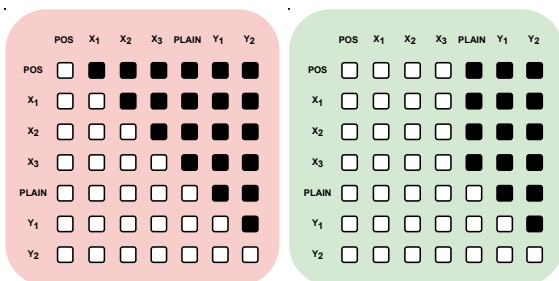 POS X₁ X₂ X₃ PLAIN Y₁ Y₂
POS
X₁
X₂
X₃
PLAIN
Y₁
Y₂
POS X₁ X₂ X₃ PLAIN Y₁ Y₂
POS
X₁
X₂
X₃
PLAIN
Y₁
Y₂